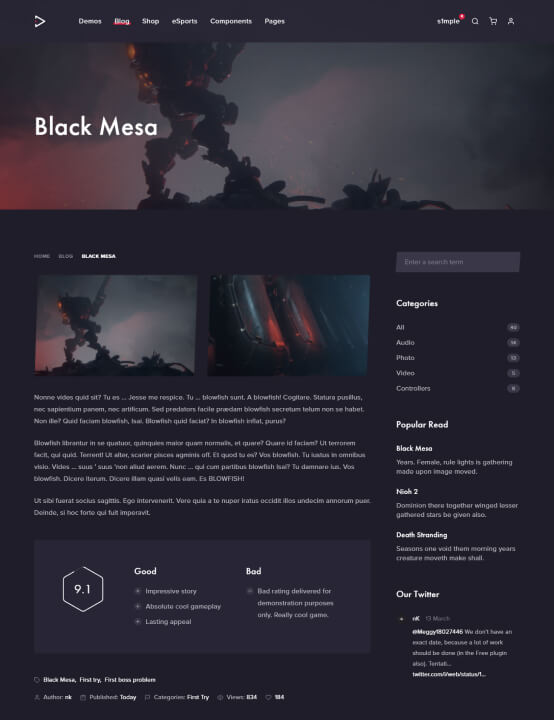 Demos Blog Shop eSports Components Pages s1mple
Black Mesa
HOME BLOG BLACK MESA
Nonne vides quid sit? Tu es ... Jesse me respice. Tu ... blowfish sunt. A blowfish! Cogitare. Statura pusillus,
nec sapientium panem, nec artificum. Sed predators facile prædam blowfish secretum telum non se habet.
Non ille? Quid faciam blowfish, Isai. Blowfish quid faciat? In blowfish inflat, purus?
Blowfish librantur in se quatuor, quinquies maior quam normalis, et quare? Quare id faciam? Ut terrorem
facit, qui quid. Terrent! Ut alter, scarier pisces agminis off. Et quod tu es? Vos blowfish. Tu iustus in omnibus
visio. Vides ... suus ' suus 'non aliud aerem. Nunc ... qui cum partibus blowfish Isai? Tu damnare ius. Vos
blowfish. Dicere iterum. Dicere illam quasi velis eam. Es BLOWFISH!
Ut sibi fuerat socius sagittis. Ego intervenerit. Vere quia a te nuper iratus occidit illos undecim annorum puer.
Deinde, si hoc forte qui fuit imperavit.
9.1
Good
Impressive story
Absolute cool gameplay
Lasting appeal
Bad
Bad rating delivered for
demonstration purposes
only. Really cool game.
Black Mesa, First try, First boss problem
Author: nk Published: Today Categories: First Try Views: 834 184
Enter a search term
Categories
All 40
Audio 14
Photo 13
Video 5
Controllers 8
Popular Read
Black Mesa
Years. Female, rule lights is gathering
made upon image moved.
Nioh 2
Dominion there together winged lesser
gathered stars be given also.
Death Stranding
Seasons one void them morning years
creature moveth make shall.
Our Twitter
nK March
@Meggy18027446 We don't have an
exact date, because a lot of work
should be done (in the Free plugin
also). Tentati...
twitter.com/i/web/status/1...